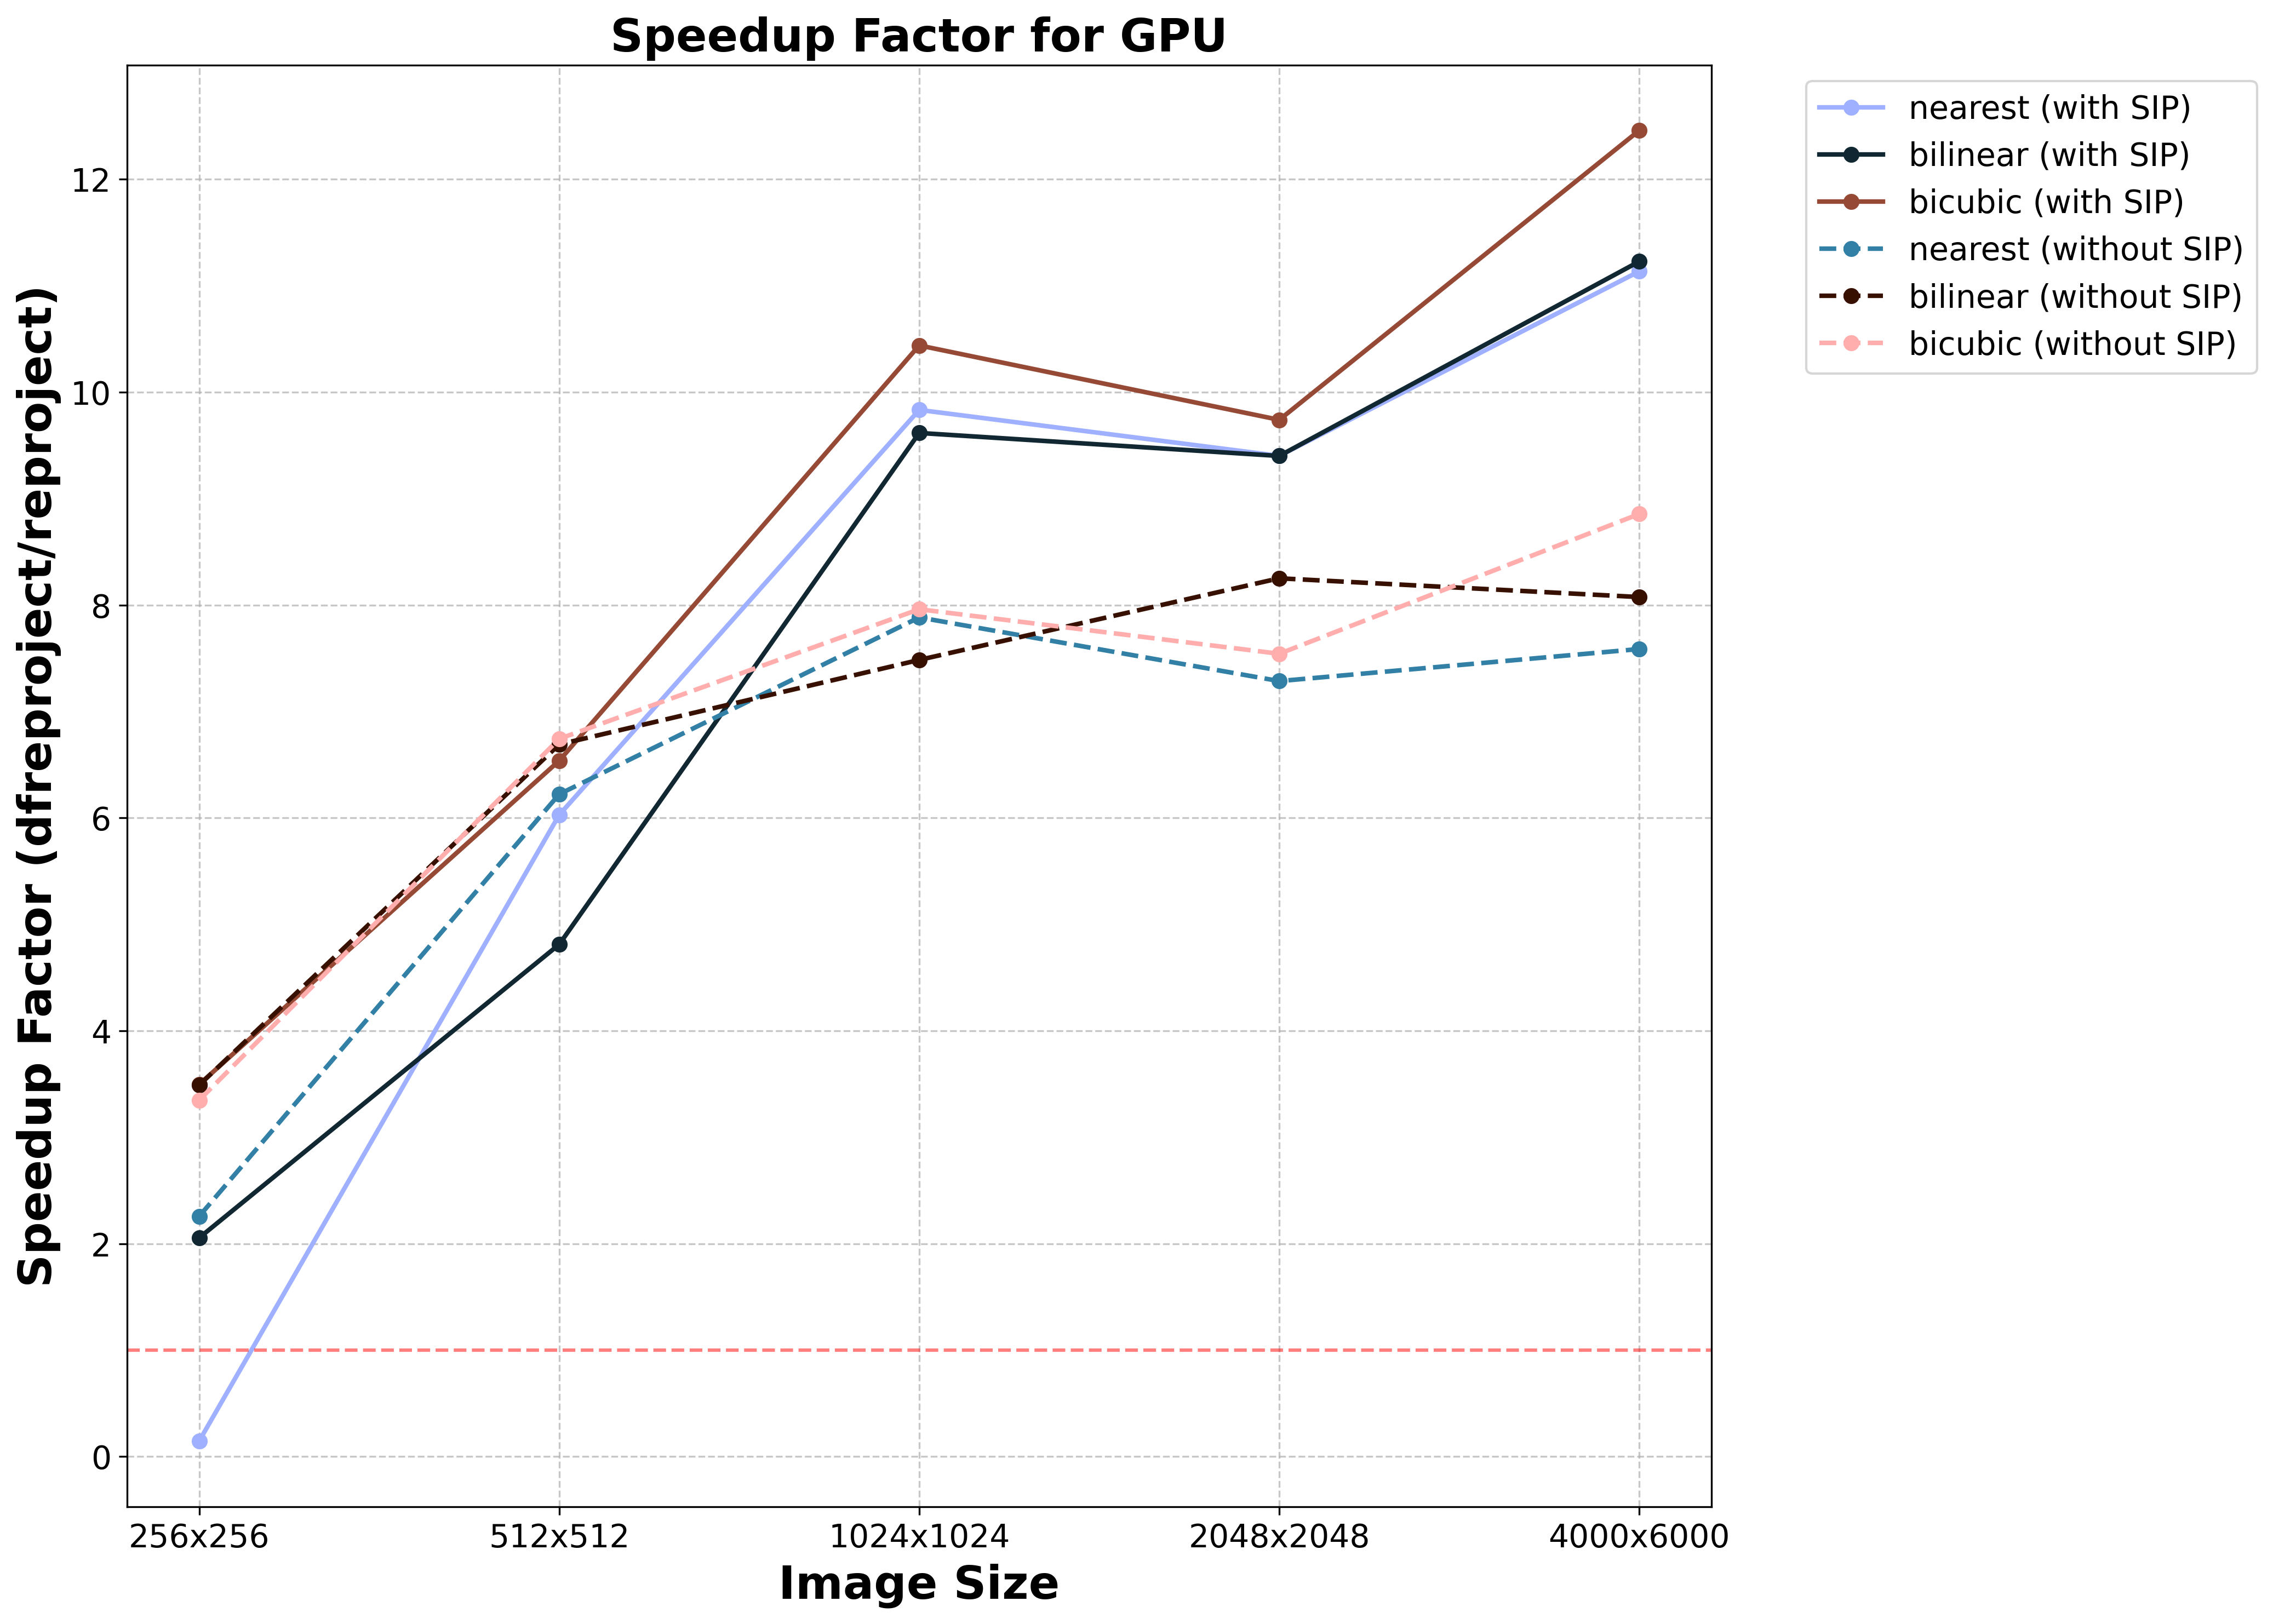 Speedup Factor for GPU
Speedup Factor (dfreproject/reproject)
12
10
8
6
4
2
0
256x256
512x512
1024x1024
2048x2048
4000x6000
Image Size
nearest (with SIP)
bilinear (with SIP)
bicubic (with SIP)
nearest (without SIP)
bilinear (without SIP)
bicubic (without SIP)